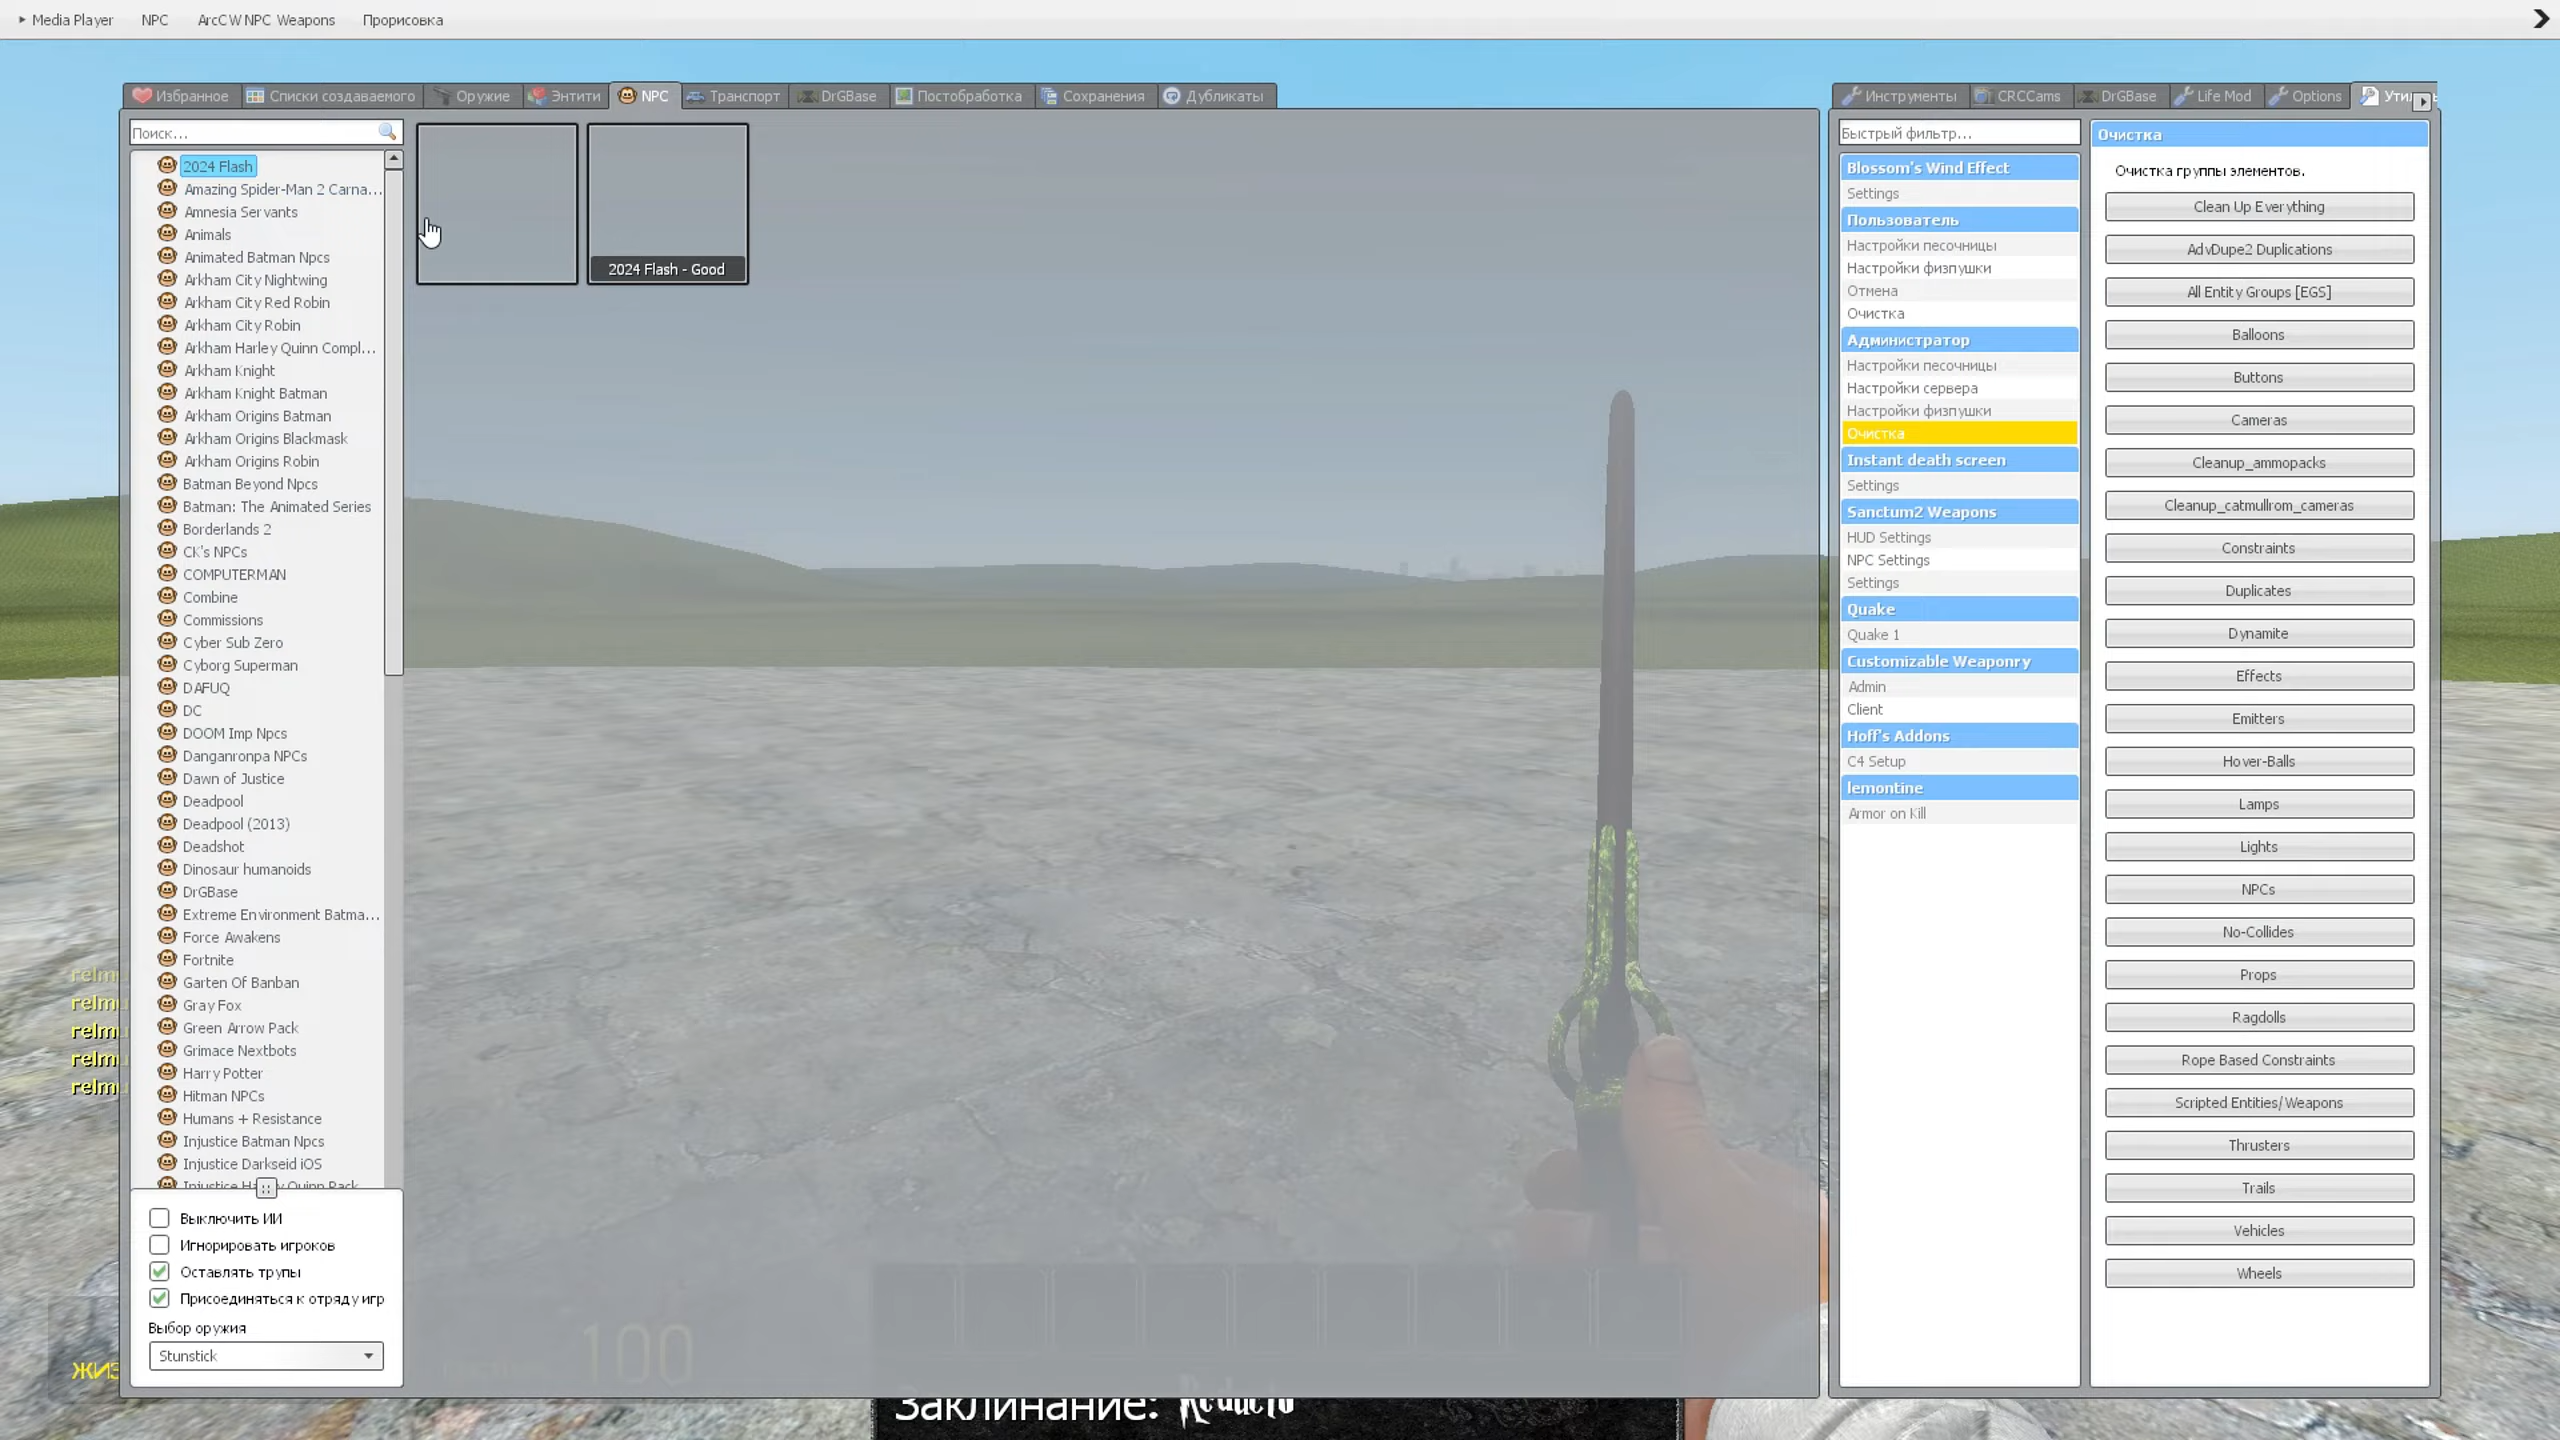 Media Player NPC ArcCW NPC Weapons Прорисовка
Избранное Списки создаваемого Оружие Энтити NPC Транспорт DrGBase Постобработка Сохранения Дубликаты
Поиск...
2024 Flash
Amazing Spider-Man 2 Carna...
Amnesia Servants
Animals
Animated Batman Npcs
Arkham City Nightwing
Arkham City Red Robin
Arkham City Robin
Arkham Harley Quinn Compl...
Arkham Knight
Arkham Knight Batman
Arkham Origins Batman
Arkham Origins Blackmask
Arkham Origins Robin
Batman Beyond Npcs
Batman: The Animated Series
Borderlands 2
CK's NPCs
COMPUTERMAN
Combine
Commissions
Cyber Sub Zero
Cyborg Superman
DAFUQ
DC
DOOM Imp Npcs
Danganronpa NPCs
Dawn of Justice
Deadpool
Deadpool (2013)
Deadshot
Dinosaur humanoids
DrGBase
Extreme Environment Batma...
Force Awakens
Fortnite
Garten Of Banban
Gray Fox
Green Arrow Pack
Grimace Nextbots
Harry Potter
Hitman NPCs
Humans + Resistance
Injustice Batman Npcs
Injustice Darkseid iOS
Выключить ИИ
Игнорировать игроков
Оставлять трупы
Присоединяться к отряду игр
Выбор оружия
Stunstick
2024 Flash - Good
100
Заклинание: Reducto
Инструменты CRCCams DrGBase Life Mod Options
Быстрый фильтр...
Blossom's Wind Effect
Settings
Пользователь
Настройки песочницы
Настройки физпушки
Отмена
Очистка
Администратор
Настройки песочницы
Настройки сервера
Настройки физпушки
Очистка
Instant death screen
Settings
Sanctum2 Weapons
HUD Settings
NPC Settings
Settings
Quake
Quake 1
Customizable Weaponry
Admin
Client
Hoff's Addons
C4 Setup
lemontine
Armor on Kill
Очистка
Очистка группы элементов.
Clean Up Everything
AdvDupe2 Duplications
All Entity Groups [EGS]
Balloons
Buttons
Cameras
Cleanup_ammopacks
Cleanup_catmullrom_cameras
Constraints
Duplicates
Dynamite
Effects
Emitters
Hover-Balls
Lamps
Lights
NPCs
No-Collides
Props
Ragdolls
Rope Based Constraints
Scripted Entities/Weapons
Thrusters
Trails
Vehicles
Wheels